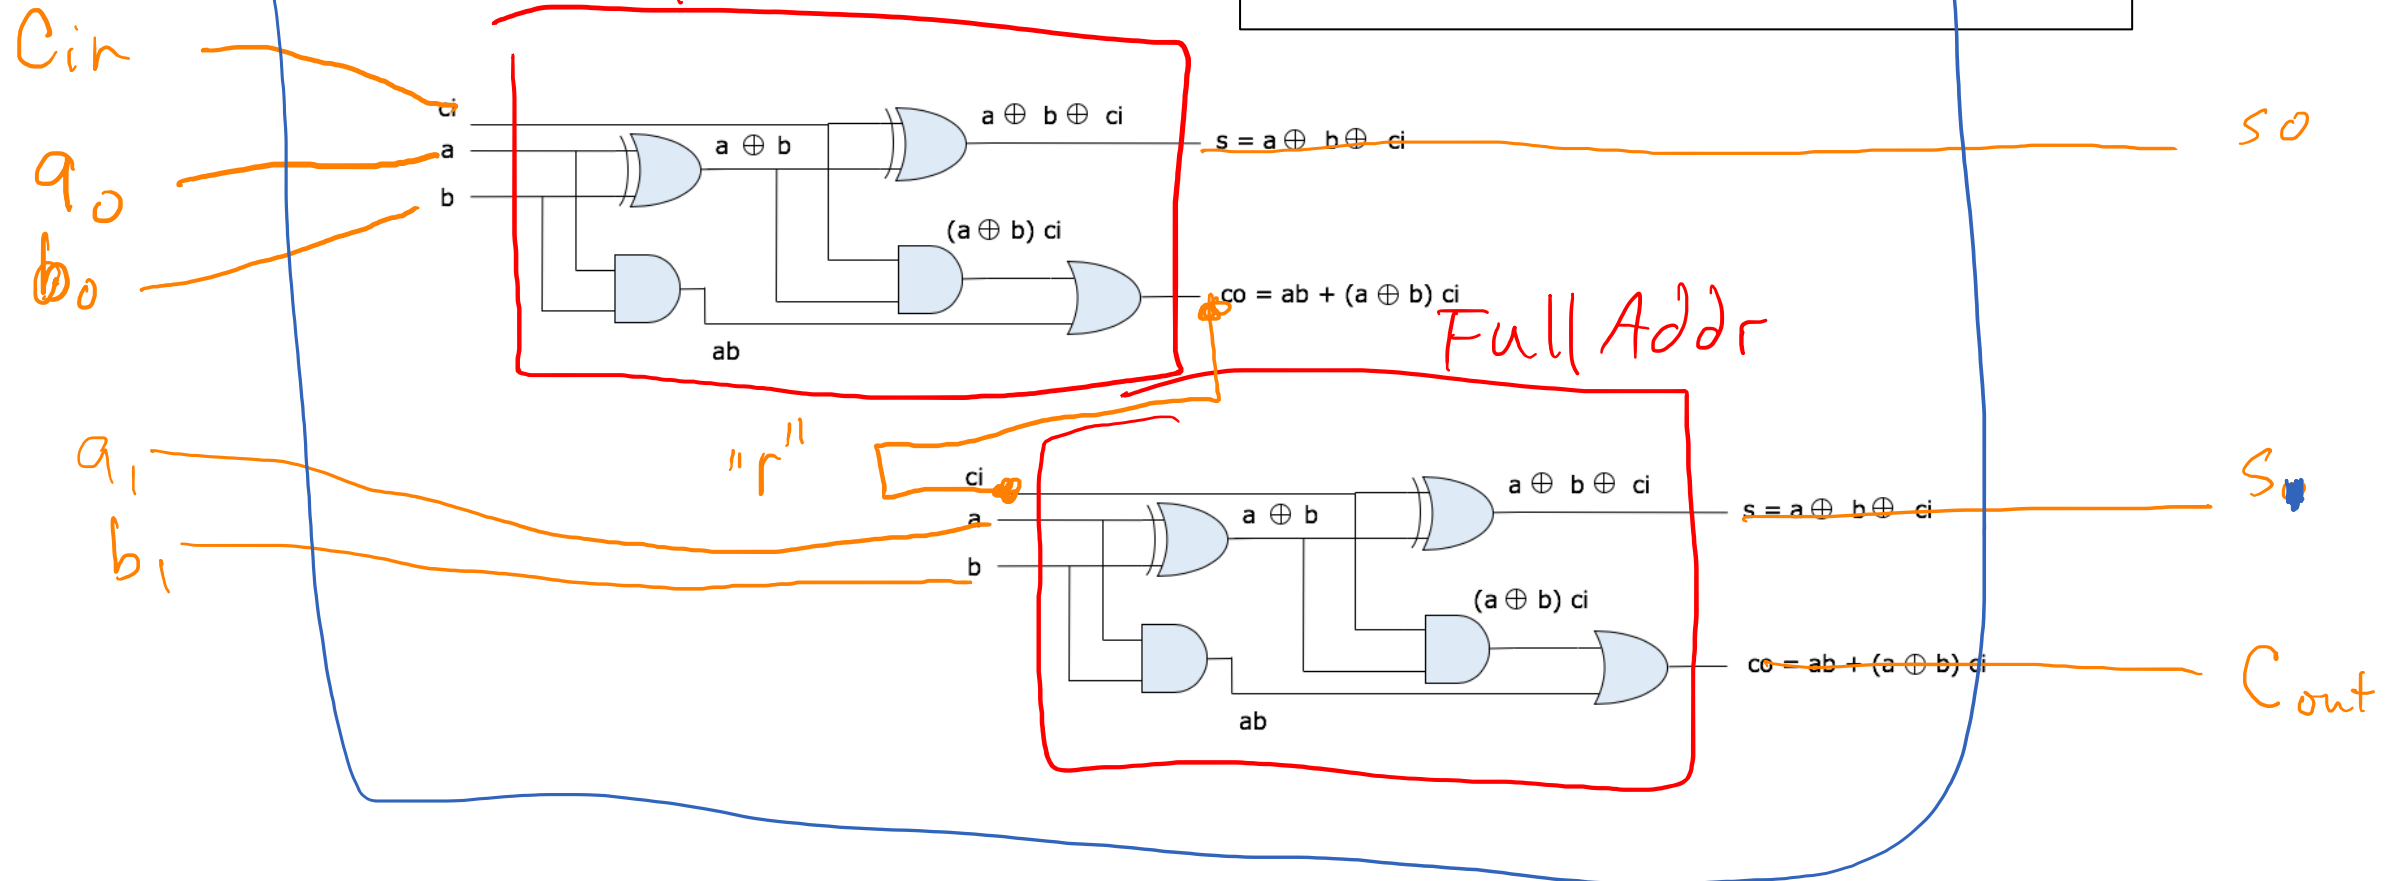 Cin
ci
a ⊕ b ⊕ ci
s = a ⊕ b ⊕ ci
s0
a0
a
a ⊕ b
b
b0
(a ⊕ b) ci
co = ab + (a ⊕ b) ci
ab
Full Addr
a1
"r"
ci
a ⊕ b ⊕ ci
s = a ⊕ b ⊕ ci
S
a
a ⊕ b
b1
b
(a ⊕ b) ci
co = ab + (a ⊕ b) ci
Cout
ab